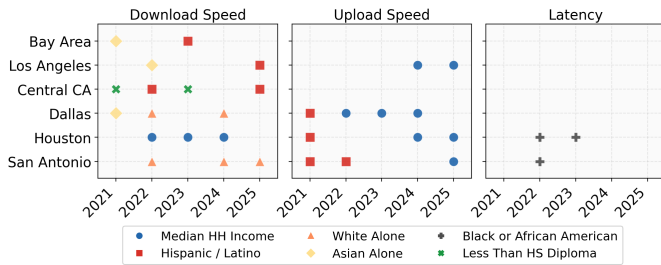 Download Speed Upload Speed Latency
Bay Area
Los Angeles
Central CA
Dallas
Houston
San Antonio
2021 2022 2023 2024 2025 2021 2022 2023 2024 2025 2021 2022 2023 2024 2025
Median HH Income White Alone Black or African American
Hispanic / Latino Asian Alone Less Than HS Diploma